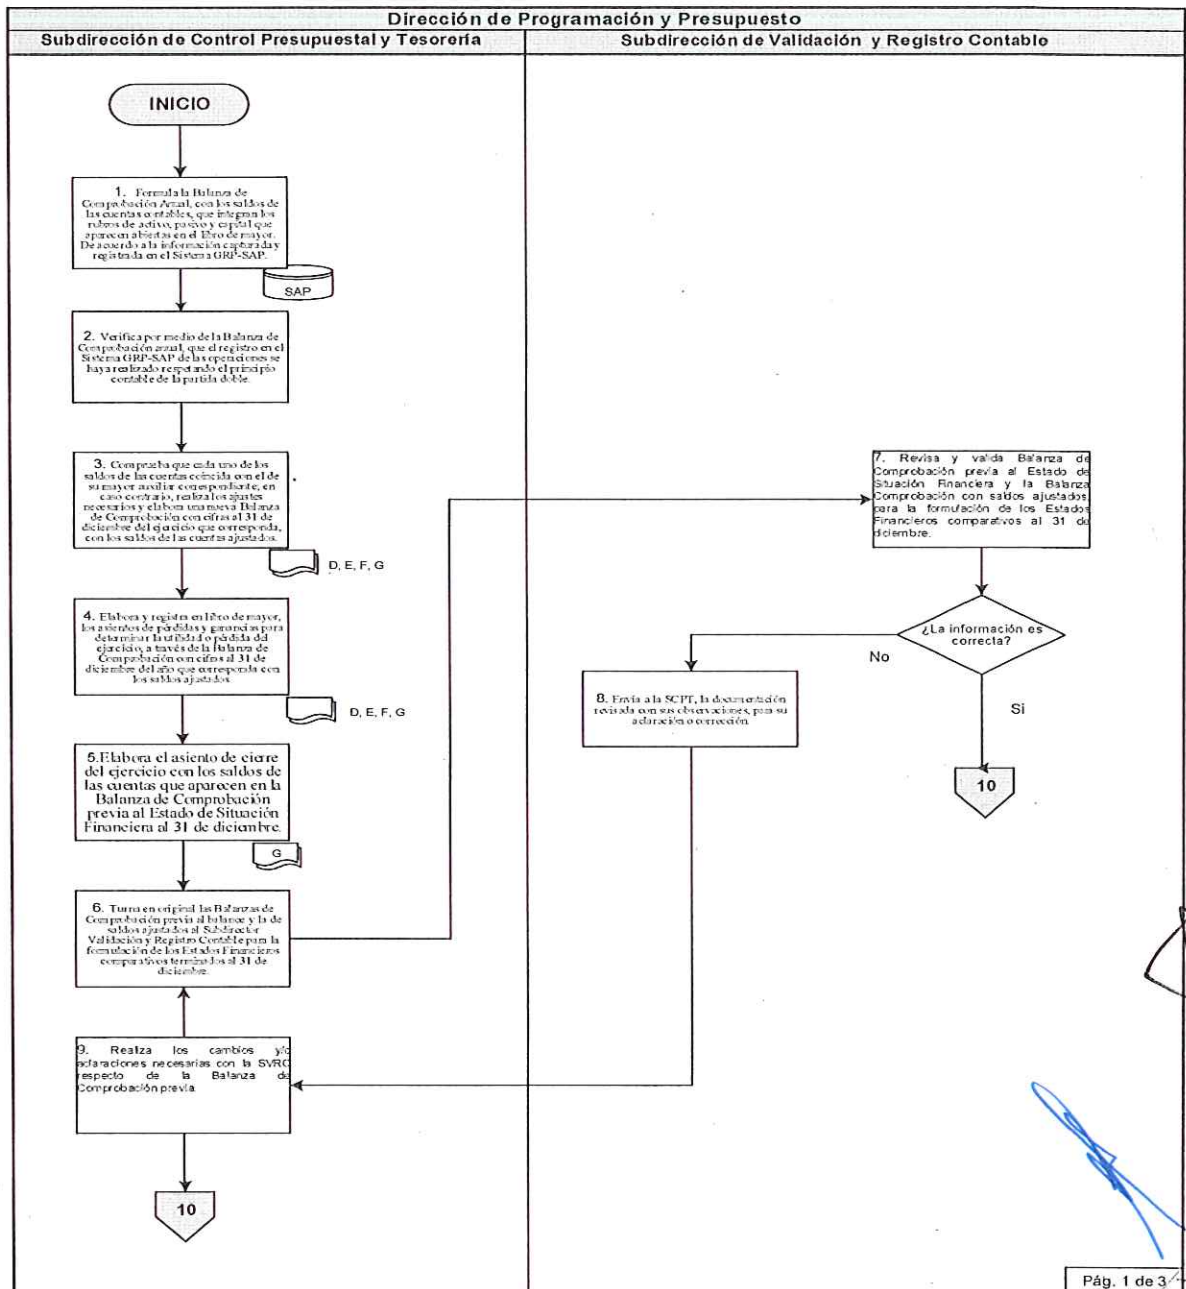 Dirección de Programación y Presupuesto
Subdirección de Control Presupuestal y Tesorería
Subdirección de Validación y Registro Contable
INICIO
1. Formula la Balanza de
Comprobación Anual, con los saldos de
las cuentas contables, que integran los
rubros de activo, pasivo y capital que
aparecen abiertas en el libro de mayor.
De acuerdo a la información capturada y
registrada en el Sistema GRP-SAP.
SAP
2. Verifica por medio de la Balanza de
Comprobación anual, que el registro en el
Sistema GRP-SAP de las operaciones se
haya realizado respetando el principio
contable de la partida doble.
3. Comprueba que cada uno de los
saldos de las cuentas coincida con el de
su mayor auxiliar correspondiente, en
caso contrario, realiza los ajustes
necesarios y elabora una nueva Balanza
de Comprobación con cifras al 31 de
diciembre del ejercicio que corresponda,
con los saldos de las cuentas ajustados.
D, E, F, G
4. Elabora y registra en libro de mayor,
los asientos de pérdidas y ganancias para
determinar la utilidad o pérdida del
ejercicio, a través de la Balanza de
Comprobación con cifras al 31 de
diciembre del año que corresponda con
los saldos ajustados.
D, E, F, G
5.Elabora el asiento de cierre
del ejercicio con los saldos de
las cuentas que aparecen en la
Balanza de Comprobación
previa al Estado de Situación
Financiera al 31 de diciembre.
G
6. Turna en original las Balanzas de
Comprobación previa al balance y la de
saldos ajustados al Subdirector
Validación y Registro Contable para la
formulación de los Estados Financieros
comparativos terminados al 31 de
diciembre.
7. Revisa y valida Balanza de
Comprobación previa al Estado de
Situación Financiera y la Balanza
Comprobación con saldos ajustados,
para la formulación de los Estados
Financieros comparativos al 31 de
diciembre.
¿La información es
correcta?
No
Si
8. Envía a la SCPT, la documentación
revisada con sus observaciones, para su
aclaración o corrección.
10
9. Realiza los cambios y/o
aclaraciones necesarias con la SVRC
respecto de la Balanza de
Comprobación previa
10
Pág. 1 de 3